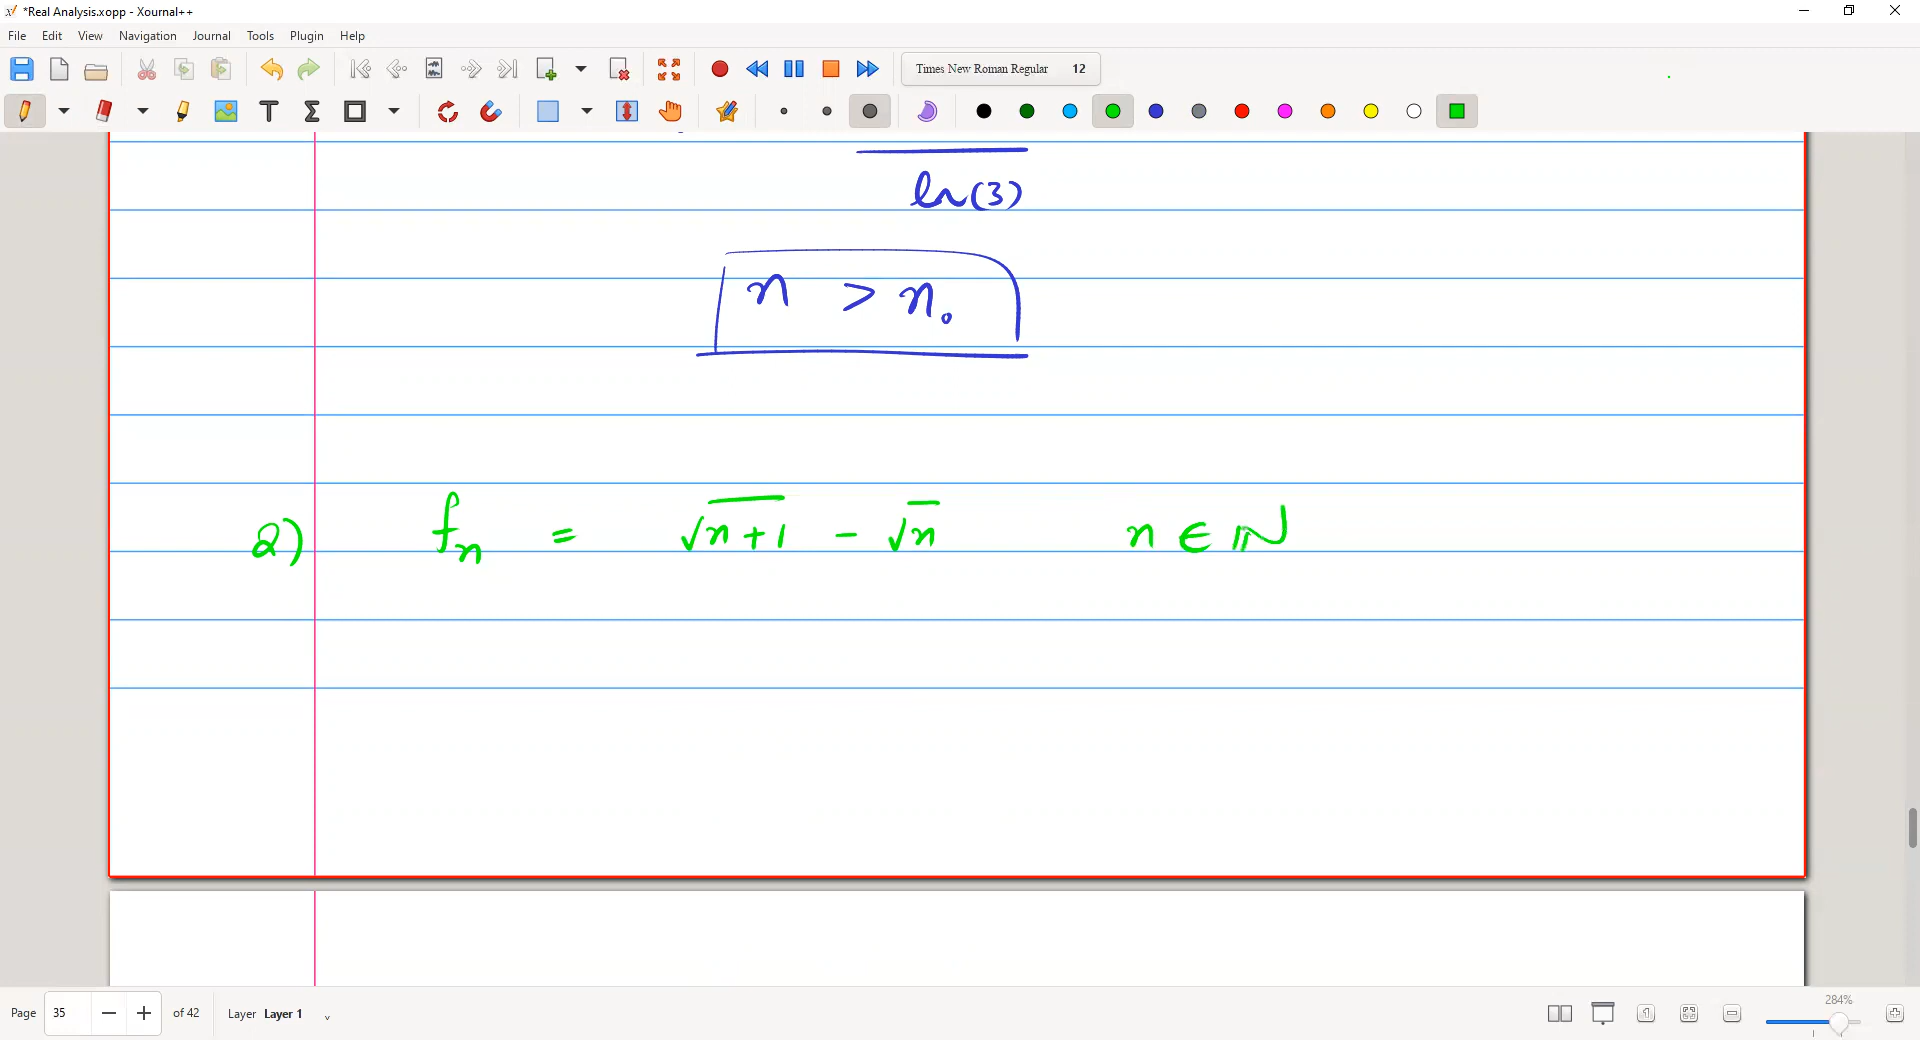 *Real Analysis.xopp - Xournal++
File Edit View Navigation Journal Tools Plugin Help
Times New Roman Regular 12
T Σ
ln(3)
n > n₀
2) fₙ = √n+1 - √n n ∈ ℕ
Page 35 of 42 Layer Layer 1
284%